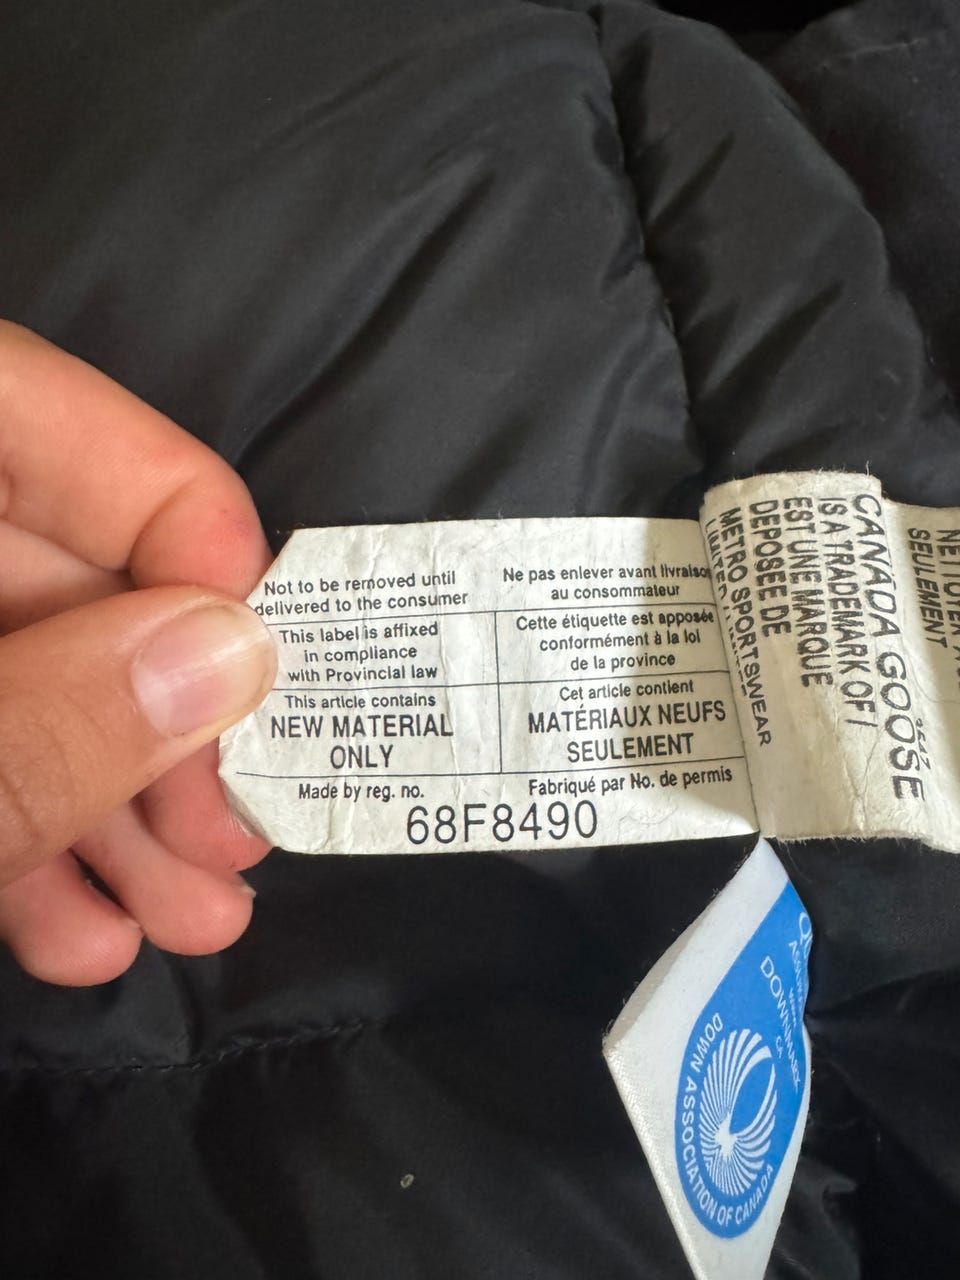 Not to be removed until
delivered to the consumer
Ne pas enlever avant livraison
au consommateur
This label is affixed
in compliance
with Provincial law
Cette étiquette est apposée
conformément à la loi
de la province
This article contains
NEW MATERIAL
ONLY
Cet article contient
MATÉRIAUX NEUFS
SEULEMENT
Made by reg. no.
Fabriqué par No. de permis
68F8490
SEULEMENT
CANADA GOOSE
IS A TRADEMARK OF /
EST UNE MARQUE
DEPOSEE DE
METRO SPORTSWEAR
DOWNMARK
CA
DOWN ASSOCIATION OF CANADA